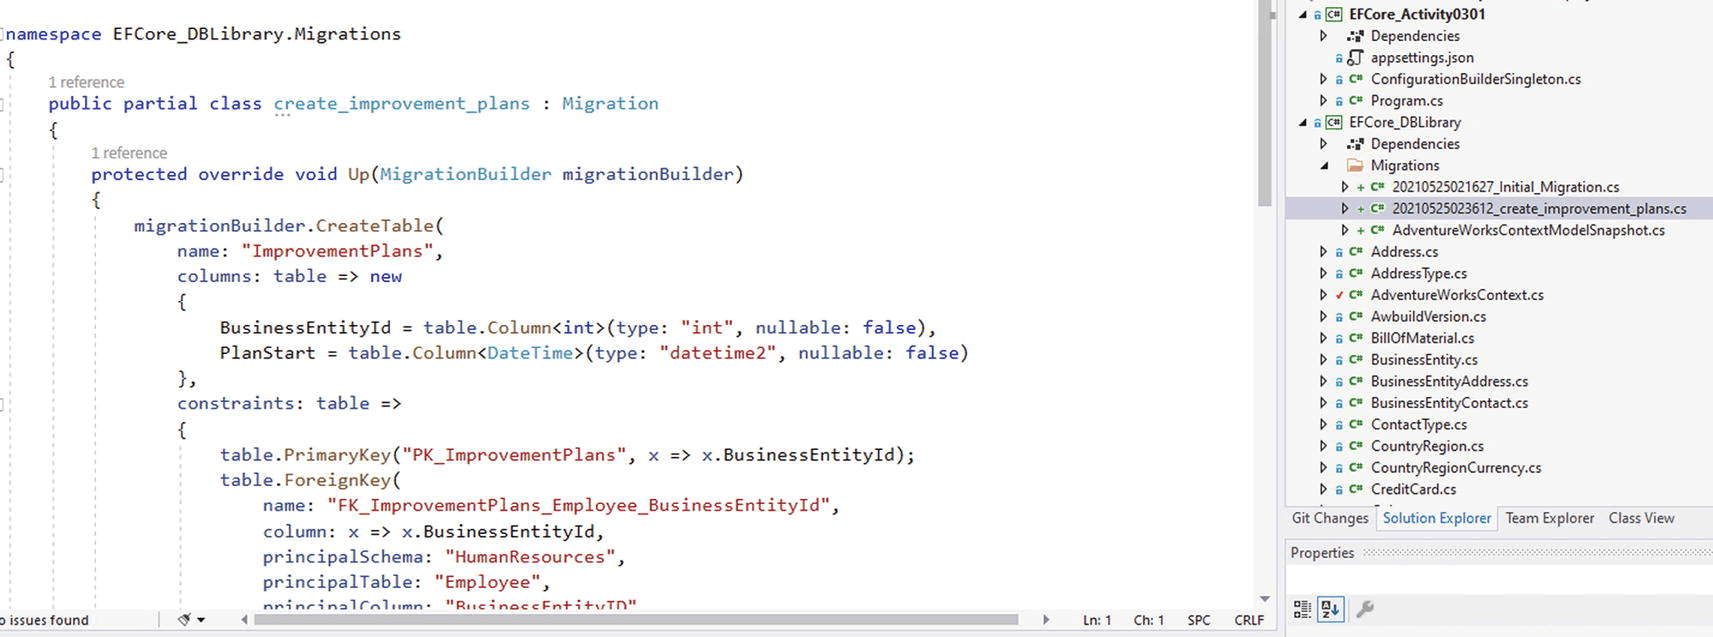 namespace EFCore_DBLibrary.Migrations
{
1 reference
public partial class create_improvement_plans : Migration
{
1 reference
protected override void Up(MigrationBuilder migrationBuilder)
{
migrationBuilder.CreateTable(
name: "ImprovementPlans",
columns: table => new
{
BusinessEntityId = table.Column<int>(type: "int", nullable: false),
PlanStart = table.Column<DateTime>(type: "datetime2", nullable: false)
},
constraints: table =>
{
table.PrimaryKey("PK_ImprovementPlans", x => x.BusinessEntityId);
table.ForeignKey(
name: "FK_ImprovementPlans_Employee_BusinessEntityId",
column: x => x.BusinessEntityId,
principalSchema: "HumanResources",
principalTable: "Employee",
principalColumn: "BusinessEntityID"
o issues found
Ln: 1 Ch: 1 SPC CRLF
C# EFCore_Activity0301
Dependencies
appsettings.json
C# ConfigurationBuilderSingleton.cs
C# Program.cs
C# EFCore_DBLibrary
Dependencies
Migrations
+ C# 20210525021627_Initial_Migration.cs
+ C# 20210525023612_create_improvement_plans.cs
+ C# AdventureWorksContextModelSnapshot.cs
C# Address.cs
C# AddressType.cs
C# AdventureWorksContext.cs
C# AwbuildVersion.cs
C# BillOfMaterial.cs
C# BusinessEntity.cs
C# BusinessEntityAddress.cs
C# BusinessEntityContact.cs
C# ContactType.cs
C# CountryRegion.cs
C# CountryRegionCurrency.cs
C# CreditCard.cs
Git Changes Solution Explorer Team Explorer Class View
Properties